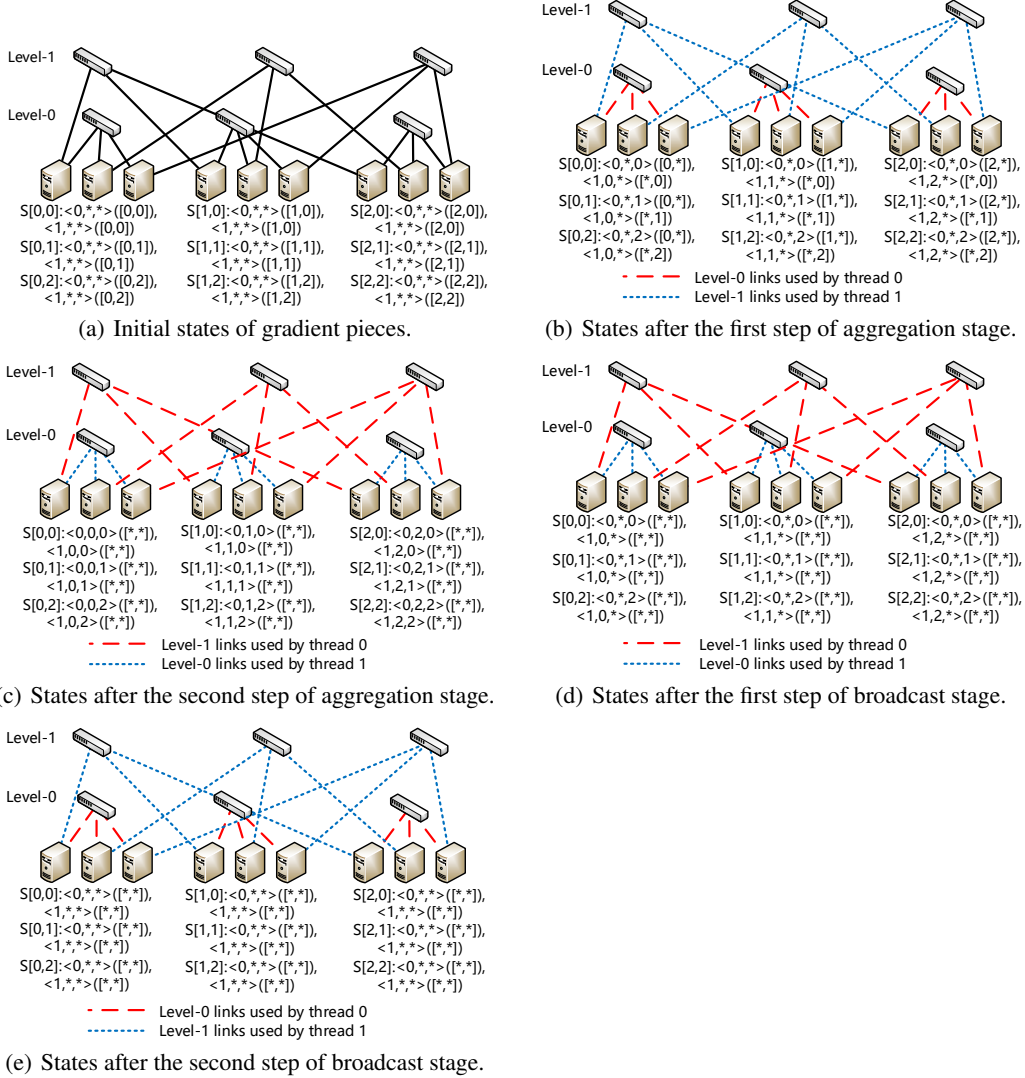 Level-1
Level-0
S[0,0]:<0,*,*>([0,0]),
<1,*,*>([0,0])
S[0,1]:<0,*,*>([0,1]),
<1,*,*>([0,1])
S[0,2]:<0,*,*>([0,2]),
<1,*,*>([0,2])
S[1,0]:<0,*,*>([1,0]),
<1,*,*>([1,0])
S[1,1]:<0,*,*>([1,1]),
<1,*,*>([1,1])
S[1,2]:<0,*,*>([1,2]),
<1,*,*>([1,2])
S[2,0]:<0,*,*>([2,0]),
<1,*,*>([2,0])
S[2,1]:<0,*,*>([2,1]),
<1,*,*>([2,1])
S[2,2]:<0,*,*>([2,2]),
<1,*,*>([2,2])
(a) Initial states of gradient pieces.
Level-1
Level-0
S[0,0]:<0,*,0>([0,*]),
<1,0,*>([*,0])
S[0,1]:<0,*,1>([0,*]),
<1,0,*>([*,1])
S[0,2]:<0,*,2>([0,*]),
<1,0,*>([*,2])
S[1,0]:<0,*,0>([1,*]),
<1,1,*>([*,0])
S[1,1]:<0,*,1>([1,*]),
<1,1,*>([*,1])
S[1,2]:<0,*,2>([1,*]),
<1,1,*>([*,2])
S[2,0]:<0,*,0>([2,*]),
<1,2,*>([*,0])
S[2,1]:<0,*,1>([2,*]),
<1,2,*>([*,1])
S[2,2]:<0,*,2>([2,*]),
<1,2,*>([*,2])
Level-0 links used by thread 0
Level-1 links used by thread 1
(b) States after the first step of aggregation stage.
Level-1
Level-0
S[0,0]:<0,0,0>([*,*]),
<1,0,0>([*,*])
S[0,1]:<0,0,1>([*,*]),
<1,0,1>([*,*])
S[0,2]:<0,0,2>([*,*]),
<1,0,2>([*,*])
S[1,0]:<0,1,0>([*,*]),
<1,1,0>([*,*])
S[1,1]:<0,1,1>([*,*]),
<1,1,1>([*,*])
S[1,2]:<0,1,2>([*,*]),
<1,1,2>([*,*])
S[2,0]:<0,2,0>([*,*]),
<1,2,0>([*,*])
S[2,1]:<0,2,1>([*,*]),
<1,2,1>([*,*])
S[2,2]:<0,2,2>([*,*]),
<1,2,2>([*,*])
Level-1 links used by thread 0
Level-0 links used by thread 1
(c) States after the second step of aggregation stage.
Level-1
Level-0
S[0,0]:<0,*,0>([*,*]),
<1,0,*>([*,*])
S[0,1]:<0,*,1>([*,*]),
<1,0,*>([*,*])
S[0,2]:<0,*,2>([*,*]),
<1,0,*>([*,*])
S[1,0]:<0,*,0>([*,*]),
<1,1,*>([*,*])
S[1,1]:<0,*,1>([*,*]),
<1,1,*>([*,*])
S[1,2]:<0,*,2>([*,*]),
<1,1,*>([*,*])
S[2,0]:<0,*,0>([*,*]),
<1,2,*>([*,*])
S[2,1]:<0,*,1>([*,*]),
<1,2,*>([*,*])
S[2,2]:<0,*,2>([*,*]),
<1,2,*>([*,*])
Level-1 links used by thread 0
Level-0 links used by thread 1
(d) States after the first step of broadcast stage.
Level-1
Level-0
S[0,0]:<0,*,*>([*,*]),
<1,*,*>([*,*])
S[0,1]:<0,*,*>([*,*]),
<1,*,*>([*,*])
S[0,2]:<0,*,*>([*,*]),
<1,*,*>([*,*])
S[1,0]:<0,*,*>([*,*]),
<1,*,*>([*,*])
S[1,1]:<0,*,*>([*,*]),
<1,*,*>([*,*])
S[1,2]:<0,*,*>([*,*]),
<1,*,*>([*,*])
S[2,0]:<0,*,*>([*,*]),
<1,*,*>([*,*])
S[2,1]:<0,*,*>([*,*]),
<1,*,*>([*,*])
S[2,2]:<0,*,*>([*,*]),
<1,*,*>([*,*])
Level-0 links used by thread 0
Level-1 links used by thread 1
(e) States after the second step of broadcast stage.